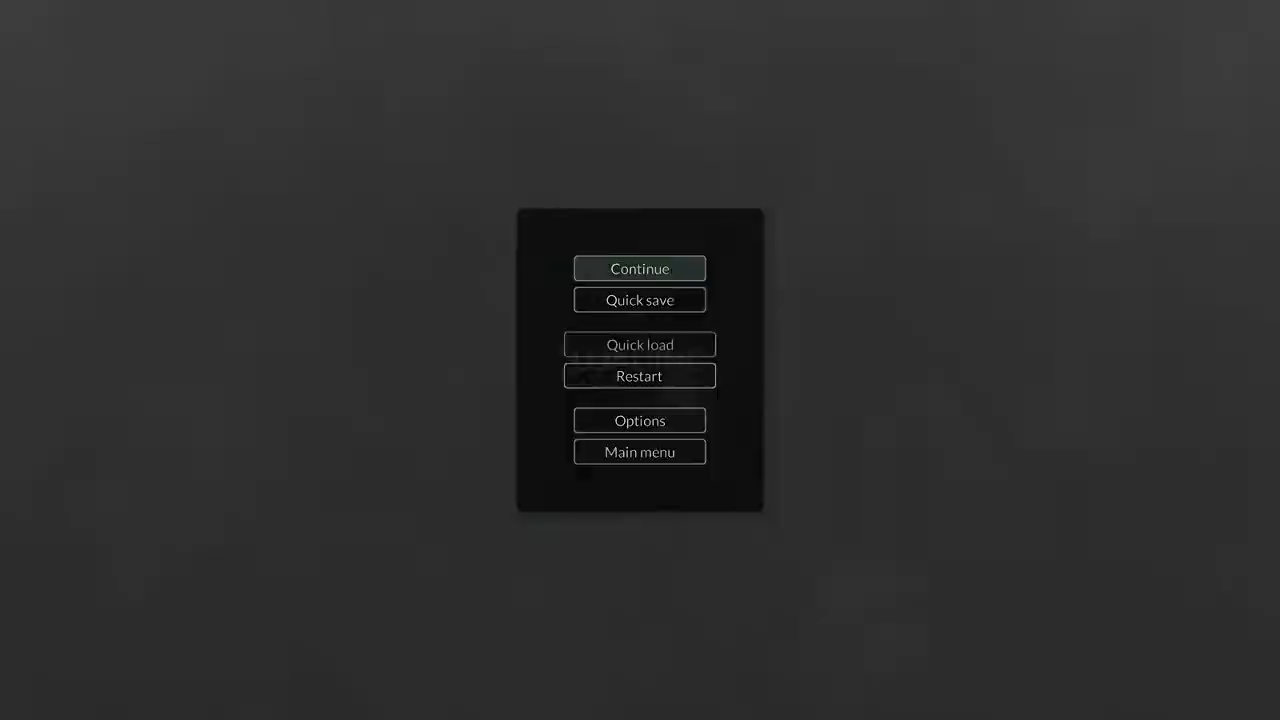 Continue
Quick save
Quick load
Restart
Options
Main menu